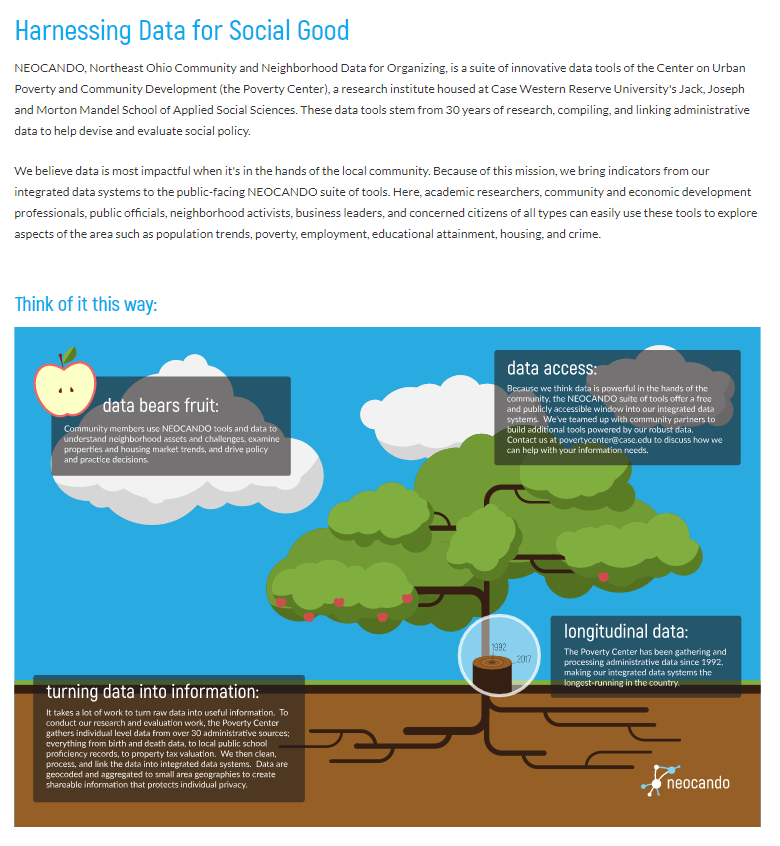 Harnessing Data for Social Good
NEOCANDO, Northeast Ohio Community and Neighborhood Data for Organizing, is a suite of innovative data tools of the Center on Urban
Poverty and Community Development (the Poverty Center), a research institute housed at Case Western Reserve University's Jack, Joseph
and Morton Mandel School of Applied Social Sciences. These data tools stem from 30 years of research, compiling, and linking administrative
data to help devise and evaluate social policy.
We believe data is most impactful when it's in the hands of the local community. Because of this mission, we bring indicators from our
integrated data systems to the public-facing NEOCANDO suite of tools. Here, academic researchers, community and economic development
professionals, public officials, neighborhood activists, business leaders, and concerned citizens of all types can easily use these tools to explore
aspects of the area such as population trends, poverty, employment, educational attainment, housing, and crime.
Think of it this way:
data bears fruit:
Community members use NEOCANDO tools and data to
understand neighborhood assets and challenges, examine
properties and housing market trends, and drive policy
and practice decisions.
data access:
Because we think data is powerful in the hands of the
community, the NEOCANDO suite of tools offer a free
and publicly accessible window into our integrated data
systems. We've teamed up with community partners to
build additional tools powered by our robust data.
Contact us at povertycenter@case.edu to discuss how we
can help with your information needs.
longitudinal data:
The Poverty Center has been gathering and
processing administrative data since 1992,
making our integrated data systems the
longest-running in the country.
1992
2017
turning data into information:
It takes a lot of work to turn raw data into useful information. To
conduct our research and evaluation work, the Poverty Center
gathers individual level data from over 30 administrative sources;
everything from birth and death data, to local public school
proficiency records, to property tax valuation. We then clean,
process, and link the data into integrated data systems. Data are
geocoded and aggregated to small area geographies to create
shareable information that protects individual privacy.
neocando